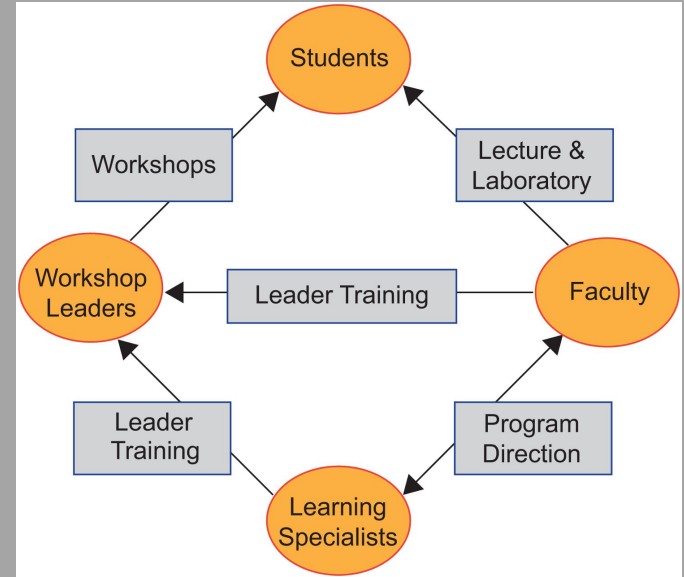 Students
Workshops
Lecture &
Laboratory
Workshop
Leaders
Leader Training
Faculty
Leader
Training
Program
Direction
Learning
Specialists